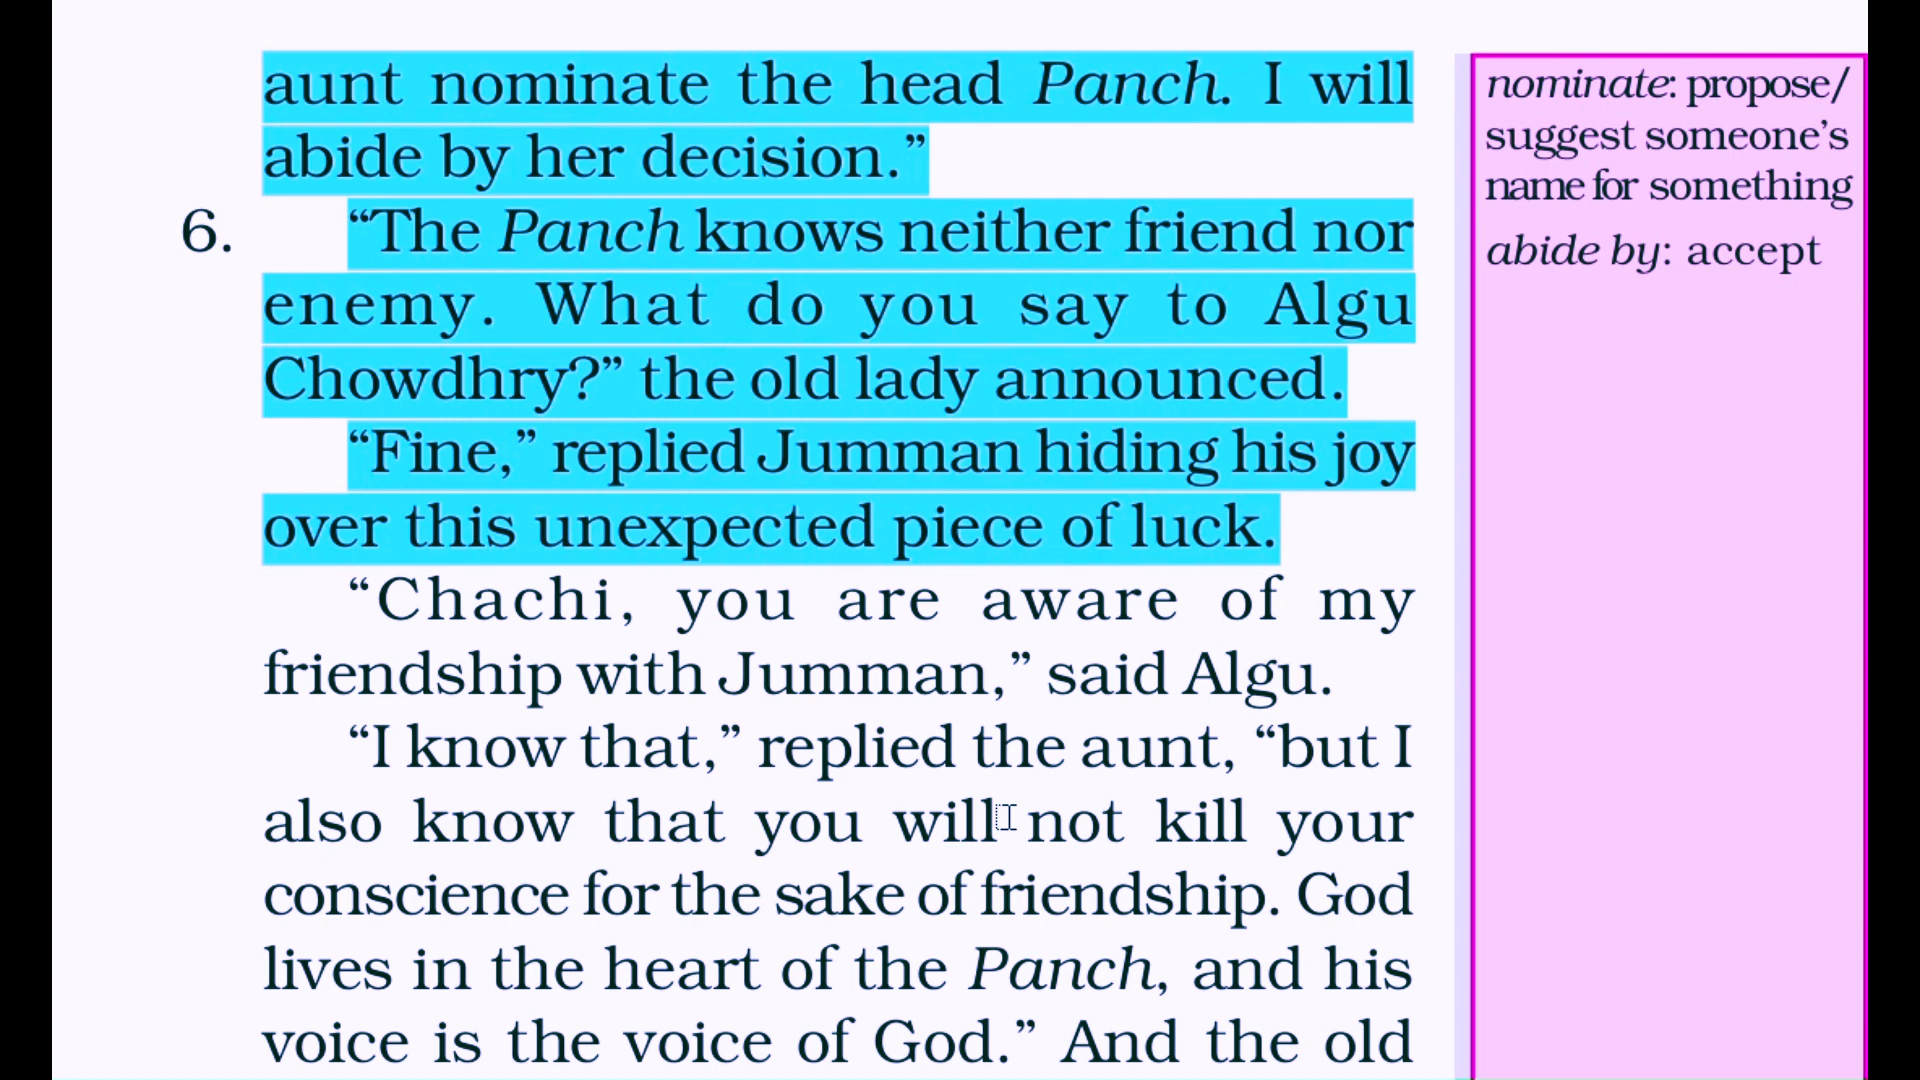 aunt nominate the head Panch. I will
abide by her decision.”
6. “The Panch knows neither friend nor
enemy. What do you say to Algu
Chowdhry?” the old lady announced.
“Fine,” replied Jumman hiding his joy
over this unexpected piece of luck.
“Chachi, you are aware of my
friendship with Jumman,” said Algu.
“I know that,” replied the aunt, “but I
also know that you will not kill your
conscience for the sake of friendship. God
lives in the heart of the Panch, and his
voice is the voice of God.” And the old
nominate: propose/
suggest someone’s
name for something
abide by: accept